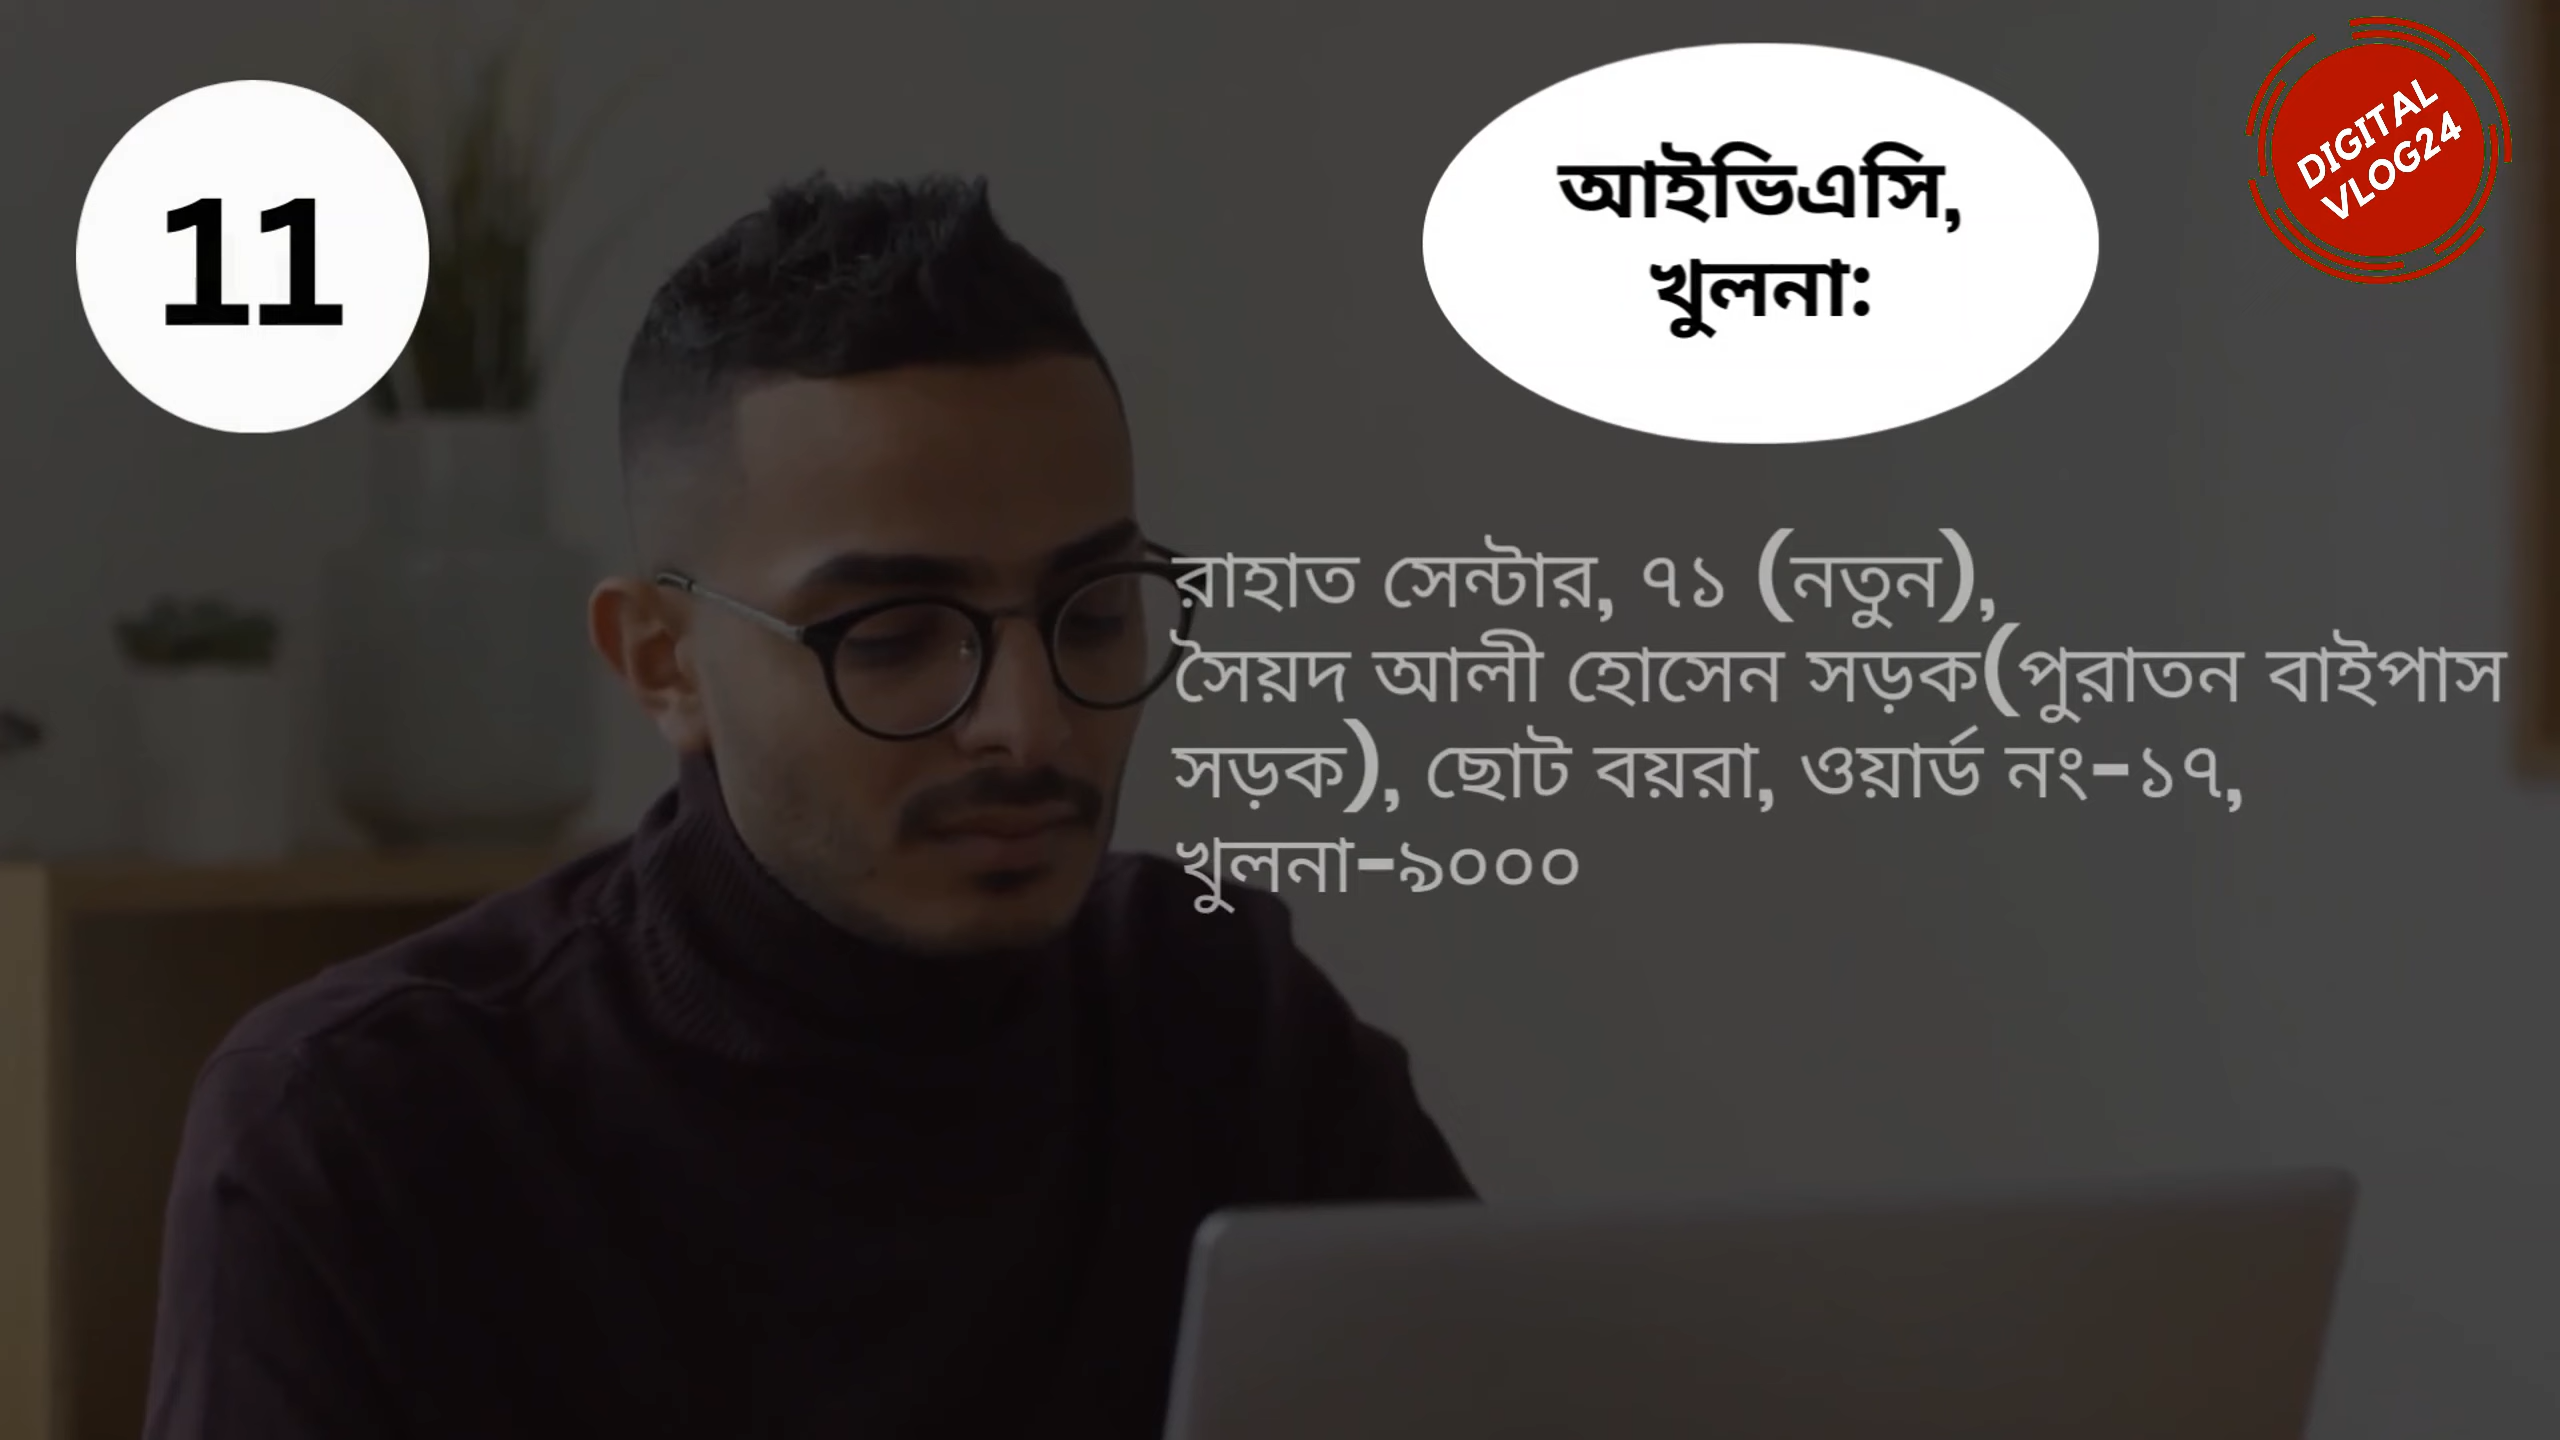 11
আইভিএসি,
খুলনা:
DIGITAL
VLOG24
রাহাত সেন্টার, ৭১ (নতুন),
সৈয়দ আলী হোসেন সড়ক(পুরাতন বাইপাস
সড়ক), ছোট বয়রা, ওয়ার্ড নং-১৭,
খুলনা-৯০০০